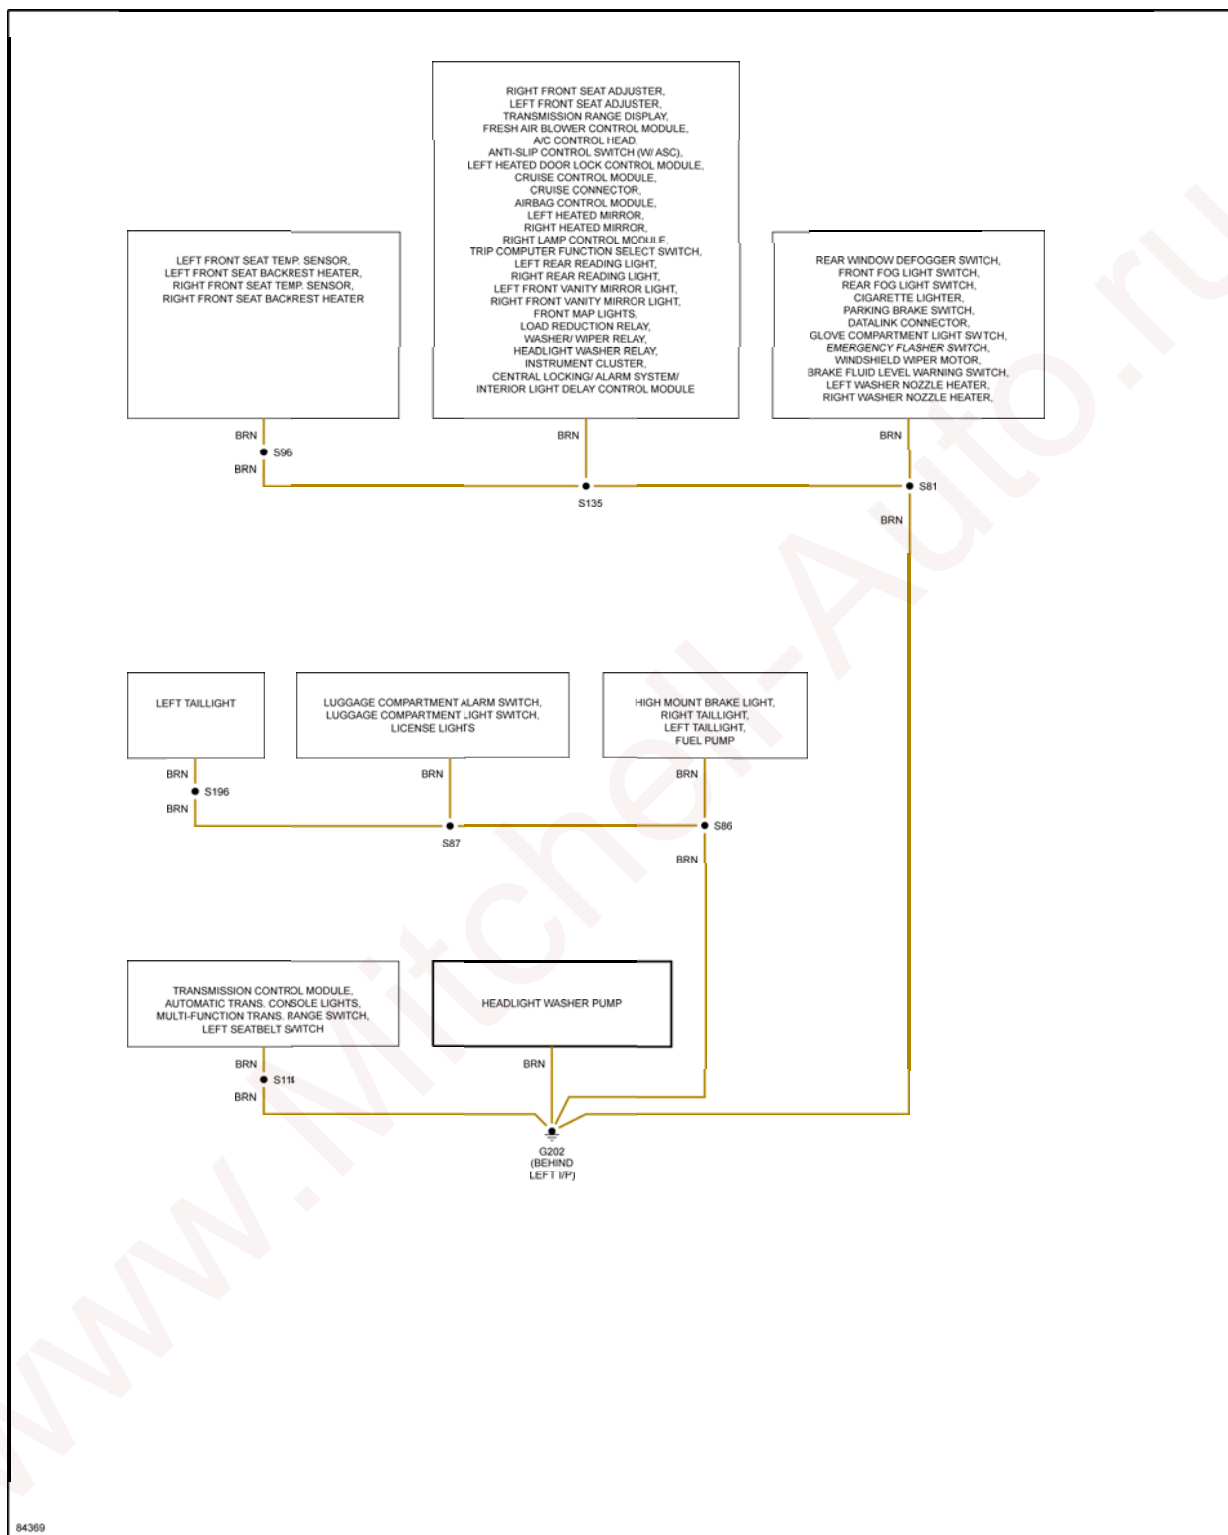 RIGHT FRONT SEAT ADJUSTER,
LEFT FRONT SEAT ADJUSTER,
TRANSMISSION RANGE DISPLAY,
FRESH AIR BLOWER CONTROL MODULE,
A/C CONTROL HEAD,
ANTI-SLIP CONTROL SWITCH (W/ ASC),
LEFT HEATED DOOR LOCK CONTROL MODULE,
CRUISE CONTROL MODULE,
CRUISE CONNECTOR,
AIRBAG CONTROL MODULE,
LEFT HEATED MIRROR,
RIGHT HEATED MIRROR,
RIGHT LAMP CONTROL MODULE,
TRIP COMPUTER FUNCTION SELECT SWITCH,
LEFT REAR READING LIGHT,
RIGHT REAR READING LIGHT,
LEFT FRONT VANITY MIRROR LIGHT,
RIGHT FRONT VANITY MIRROR LIGHT,
FRONT MAP LIGHTS,
LOAD REDUCTION RELAY,
WASHER/ WIPER RELAY,
HEADLIGHT WASHER RELAY,
INSTRUMENT CLUSTER,
CENTRAL LOCKING/ ALARM SYSTEM/
INTERIOR LIGHT DELAY CONTROL MODULE
LEFT FRONT SEAT TEMP. SENSOR,
LEFT FRONT SEAT BACKREST HEATER,
RIGHT FRONT SEAT TEMP. SENSOR,
RIGHT FRONT SEAT BACKREST HEATER
REAR WINDOW DEFOGGER SWITCH,
FRONT FOG LIGHT SWITCH,
REAR FOG LIGHT SWITCH,
CIGARETTE LIGHTER,
PARKING BRAKE SWITCH,
DATALINK CONNECTOR,
GLOVE COMPARTMENT LIGHT SWITCH,
EMERGENCY FLASHER SWITCH,
WINDSHIELD WIPER MOTOR,
BRAKE FLUID LEVEL WARNING SWITCH,
LEFT WASHER NOZZLE HEATER,
RIGHT WASHER NOZZLE HEATER,
BRN
BRN
BRN
S96
BRN
S135
S81
BRN
LEFT TAILLIGHT
LUGGAGE COMPARTMENT ALARM SWITCH,
LUGGAGE COMPARTMENT LIGHT SWITCH,
LICENSE LIGHTS
HIGH MOUNT BRAKE LIGHT,
RIGHT TAILLIGHT,
LEFT TAILLIGHT,
FUEL PUMP
BRN
BRN
BRN
S196
BRN
S87
S86
BRN
TRANSMISSION CONTROL MODULE,
AUTOMATIC TRANS. CONSOLE LIGHTS,
MULTI-FUNCTION TRANS. RANGE SWITCH,
LEFT SEATBELT SWITCH
HEADLIGHT WASHER PUMP
BRN
BRN
BRN
G202
(BEHIND
LEFT I/P)
www.Mitchell-Auto.ru
84369